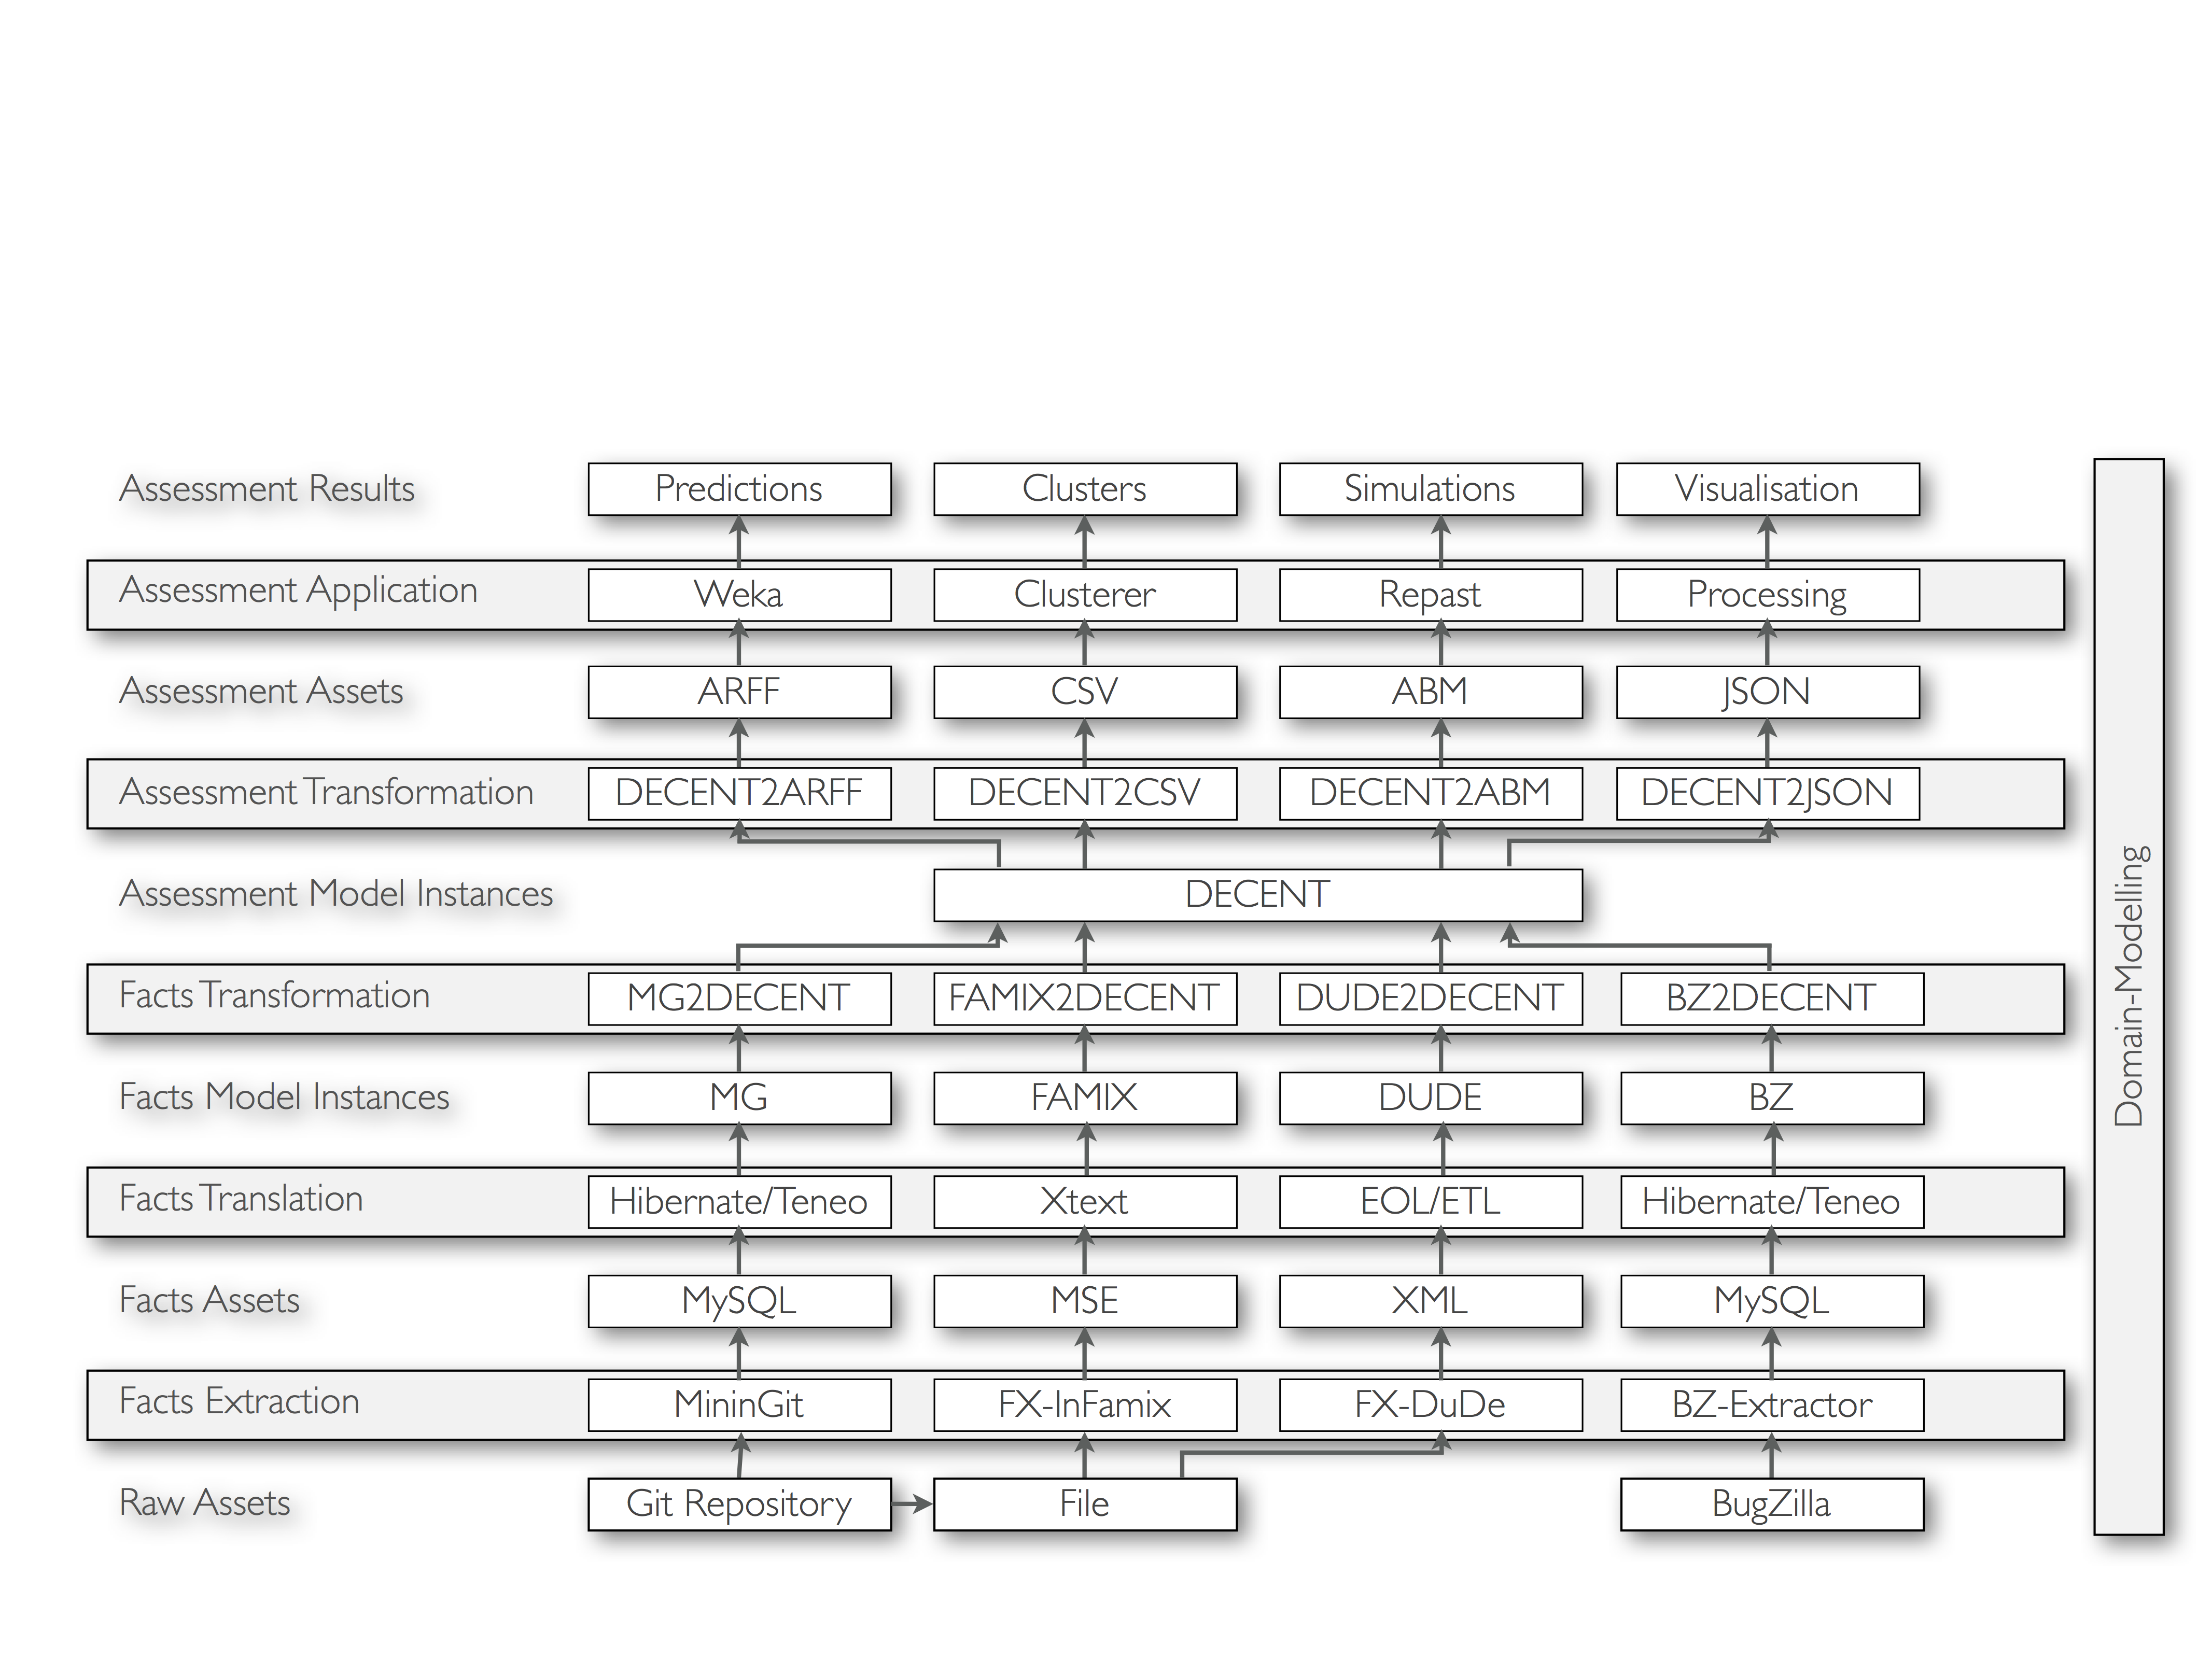 Assessment Results
Predictions
Clusters
Simulations
Visualisation
Assessment Application
Weka
Clusterer
Repast
Processing
Assessment Assets
ARFF
CSV
ABM
JSON
Assessment Transformation
DECENT2ARFF
DECENT2CSV
DECENT2ABM
DECENT2JSON
Assessment Model Instances
DECENT
Facts Transformation
MG2DECENT
FAMIX2DECENT
DUDE2DECENT
BZ2DECENT
Facts Model Instances
MG
FAMIX
DUDE
BZ
Facts Translation
Hibernate/Teneo
Xtext
EOL/ETL
Hibernate/Teneo
Facts Assets
MySQL
MSE
XML
MySQL
Facts Extraction
MininGit
FX-InFamix
FX-DuDe
BZ-Extractor
Raw Assets
Git Repository
File
BugZilla
Domain-Modelling